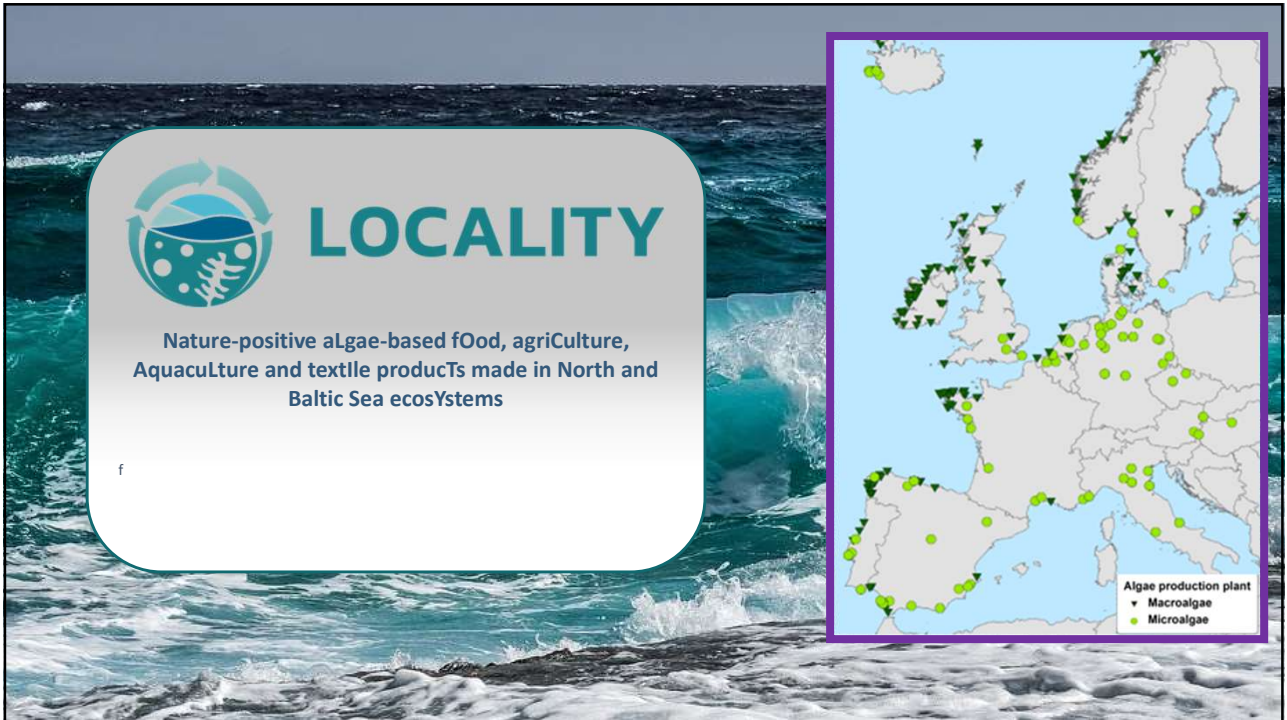 LOCALITY
Nature-positive aLgae-based fOod, agriCulture,
AquacuLture and textIle producTs made in North and
Baltic Sea ecosYstems
f
Algae production plant
Macroalgae
Microalgae